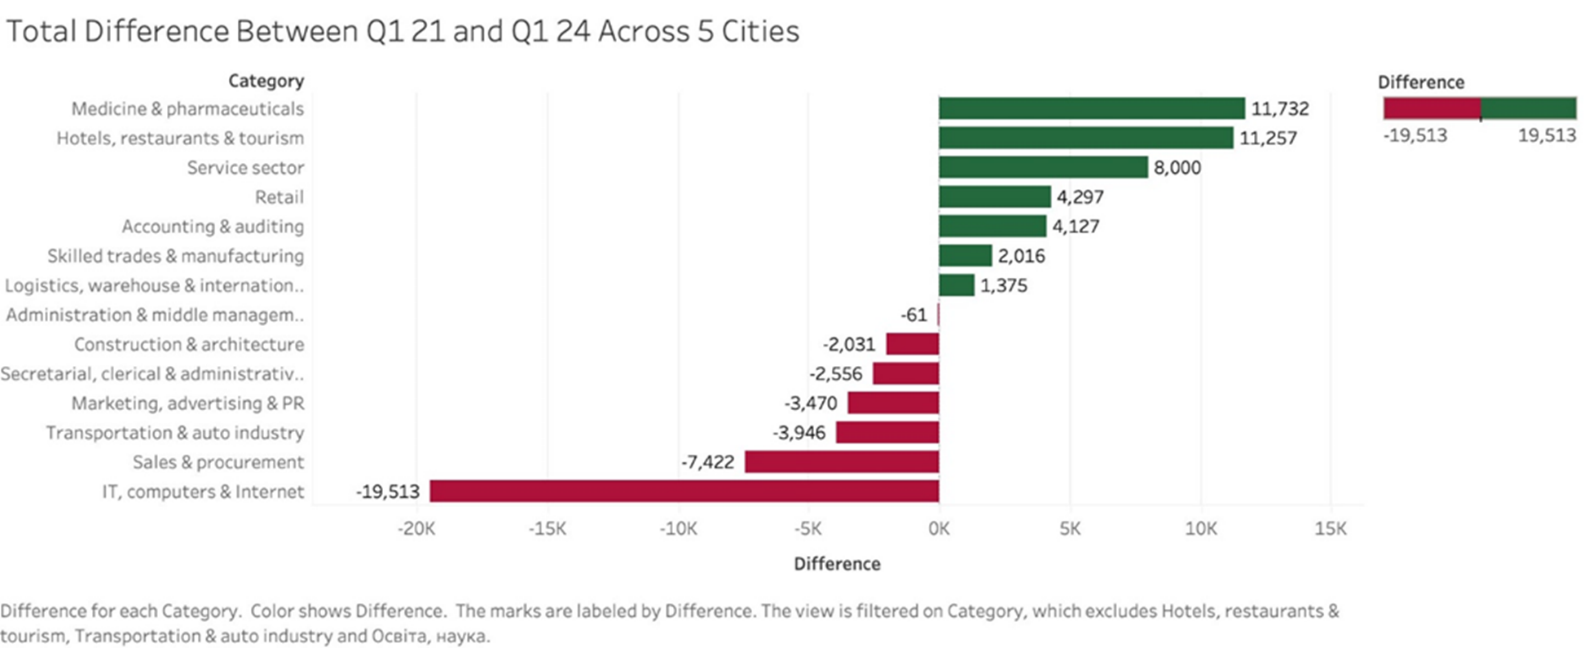 Total Difference Between Q1 21 and Q1 24 Across 5 Cities
Category
Medicine & pharmaceuticals 11,732
Hotels, restaurants & tourism 11,257
Service sector 8,000
Retail 4,297
Accounting & auditing 4,127
Skilled trades & manufacturing 2,016
Logistics, warehouse & internation.. 1,375
Administration & middle managem.. -61
Construction & architecture -2,031
Secretarial, clerical & administrativ.. -2,556
Marketing, advertising & PR -3,470
Transportation & auto industry -3,946
Sales & procurement -7,422
IT, computers & Internet -19,513
-20K -15K -10K -5K 0K 5K 10K 15K
Difference
Difference
-19,513 19,513
Difference for each Category. Color shows Difference. The marks are labeled by Difference. The view is filtered on Category, which excludes Hotels, restaurants &
tourism, Transportation & auto industry and Освіта, наука.